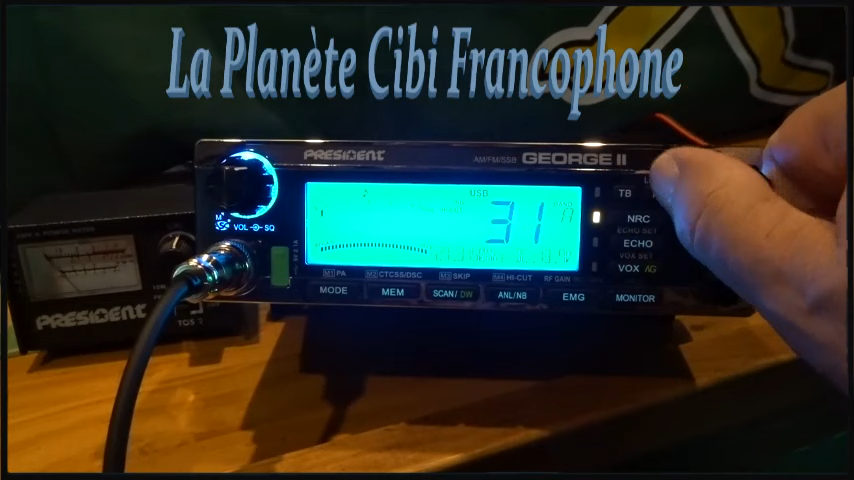 La Planète Cibi Francophone
PRESIDENT AM/FM/SSB GEORGE II
TB
31
NRC
ECHO SET
ECHO
VOX SET
VOX
M
VOL SQ
M1 PA M2 CTCSS/DSC M3 SKIP M4 HI-CUT RF GAIN
MODE MEM SCAN/ DW ANL/NB EMG MONITOR
PRESIDENT